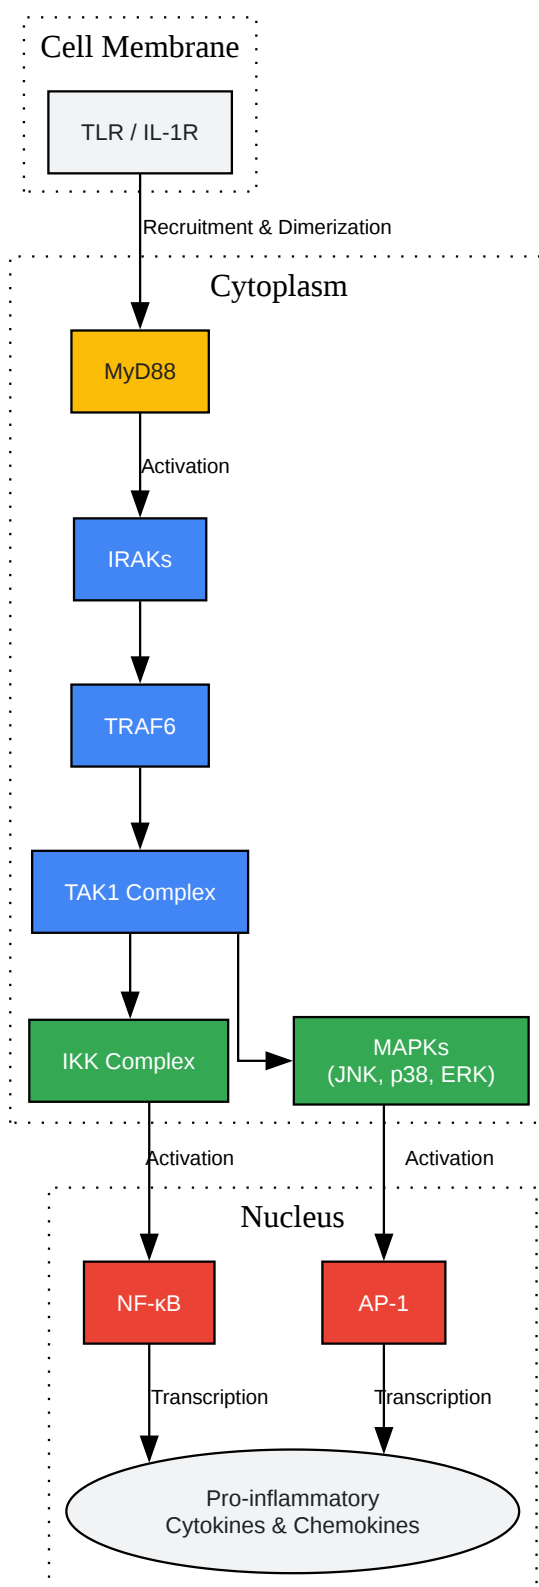 Cell Membrane
TLR / IL-1R
Recruitment & Dimerization
Cytoplasm
MyD88
Activation
IRAKs
TRAF6
TAK1 Complex
IKK Complex
MAPKs
(JNK, p38, ERK)
Activation
Activation
Nucleus
NF-κB
AP-1
Transcription
Transcription
Pro-inflammatory
Cytokines & Chemokines